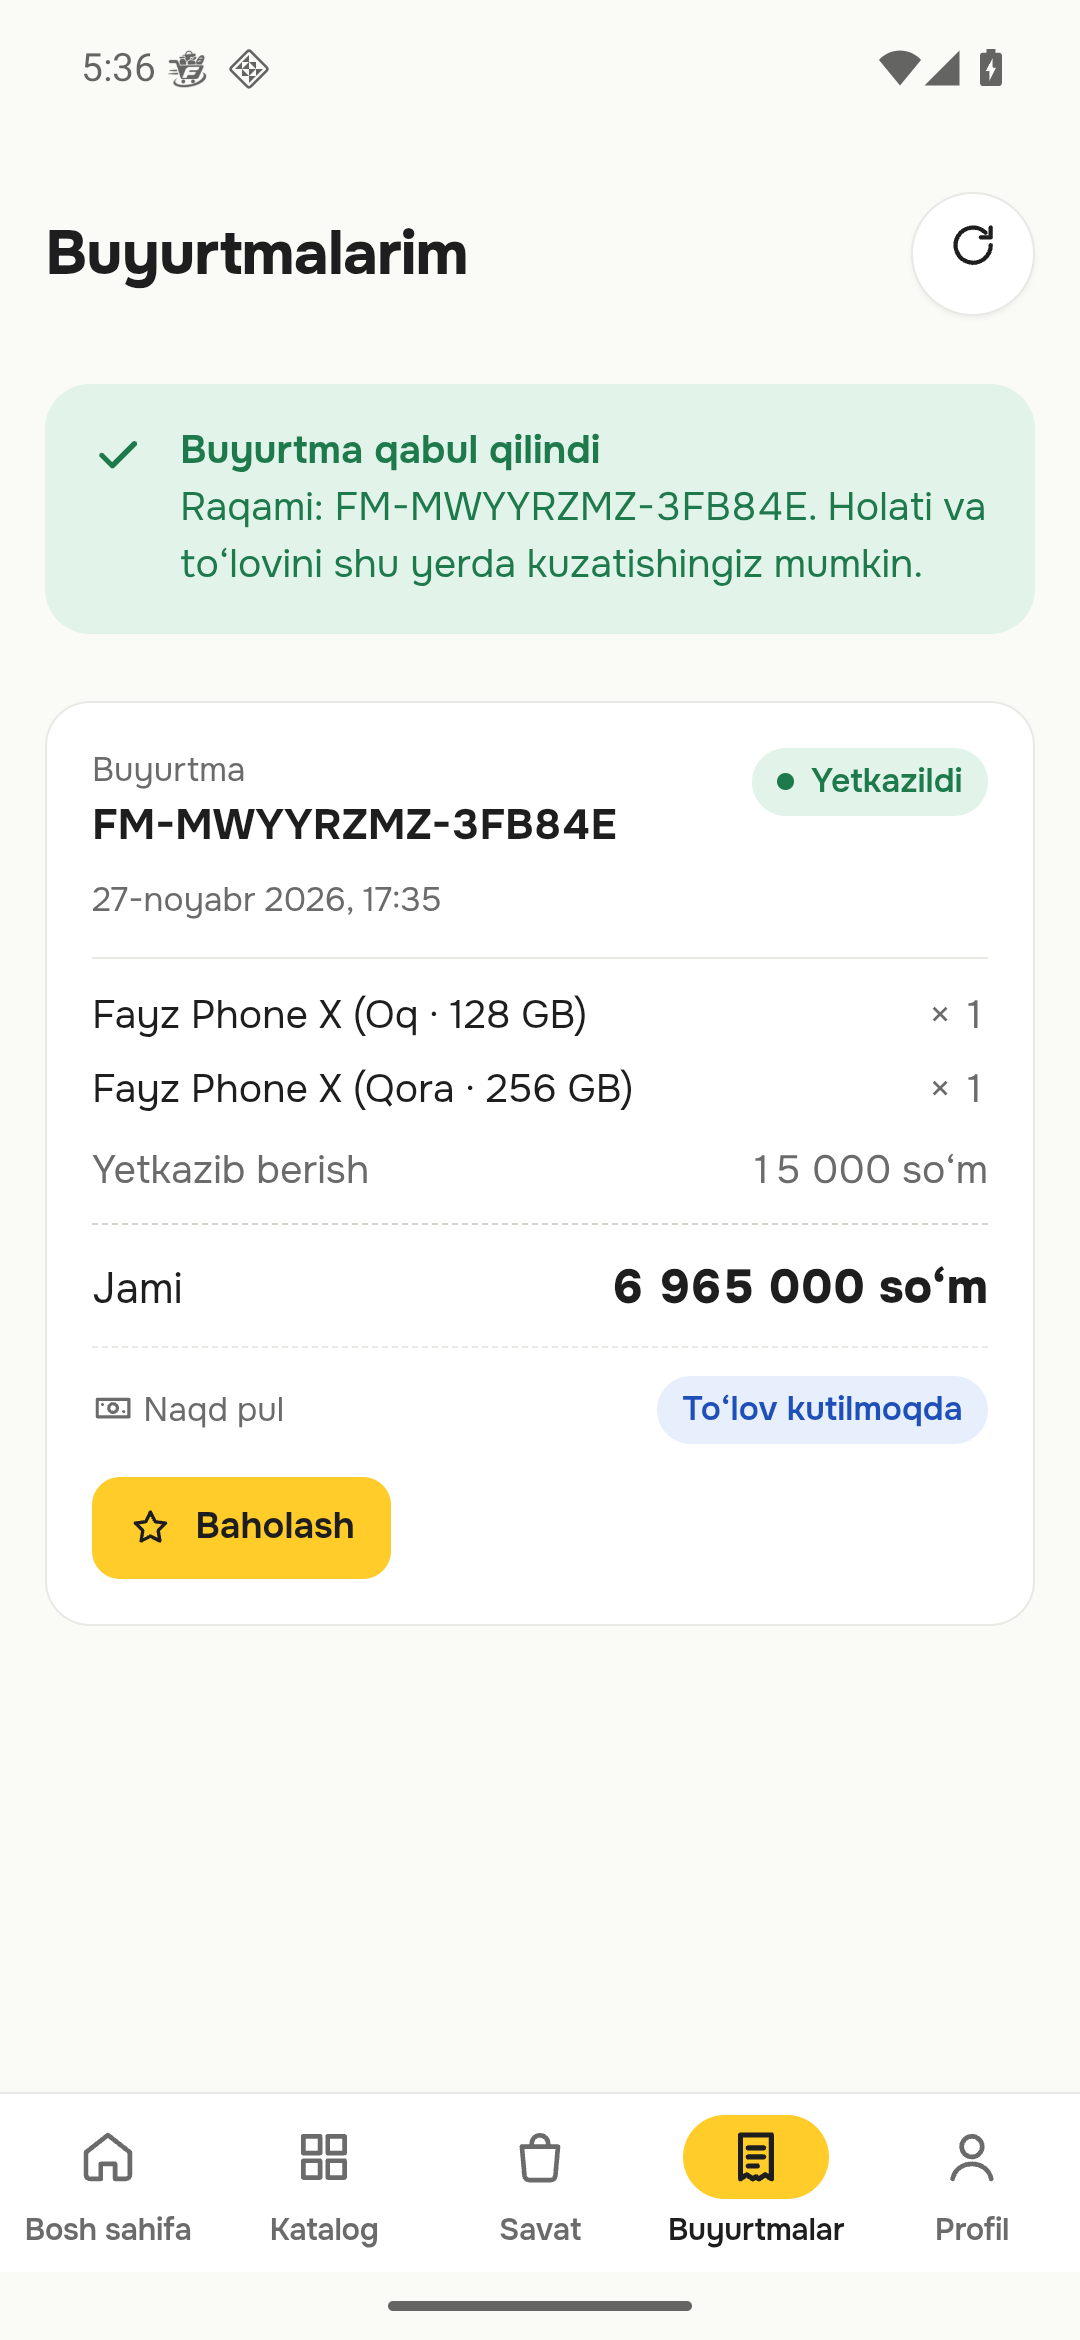 5:36
Buyurtmalarim
Buyurtma qabul qilindi
Raqami: FM-MWYYRZMZ-3FB84E. Holati va
to‘lovini shu yerda kuzatishingiz mumkin.
Buyurtma
Yetkazildi
FM-MWYYRZMZ-3FB84E
27-noyabr 2026, 17:35
Fayz Phone X (Oq · 128 GB) × 1
Fayz Phone X (Qora · 256 GB) × 1
Yetkazib berish 15 000 so‘m
Jami 6 965 000 so‘m
Naqd pul To‘lov kutilmoqda
Baholash
Bosh sahifa Katalog Savat Buyurtmalar Profil